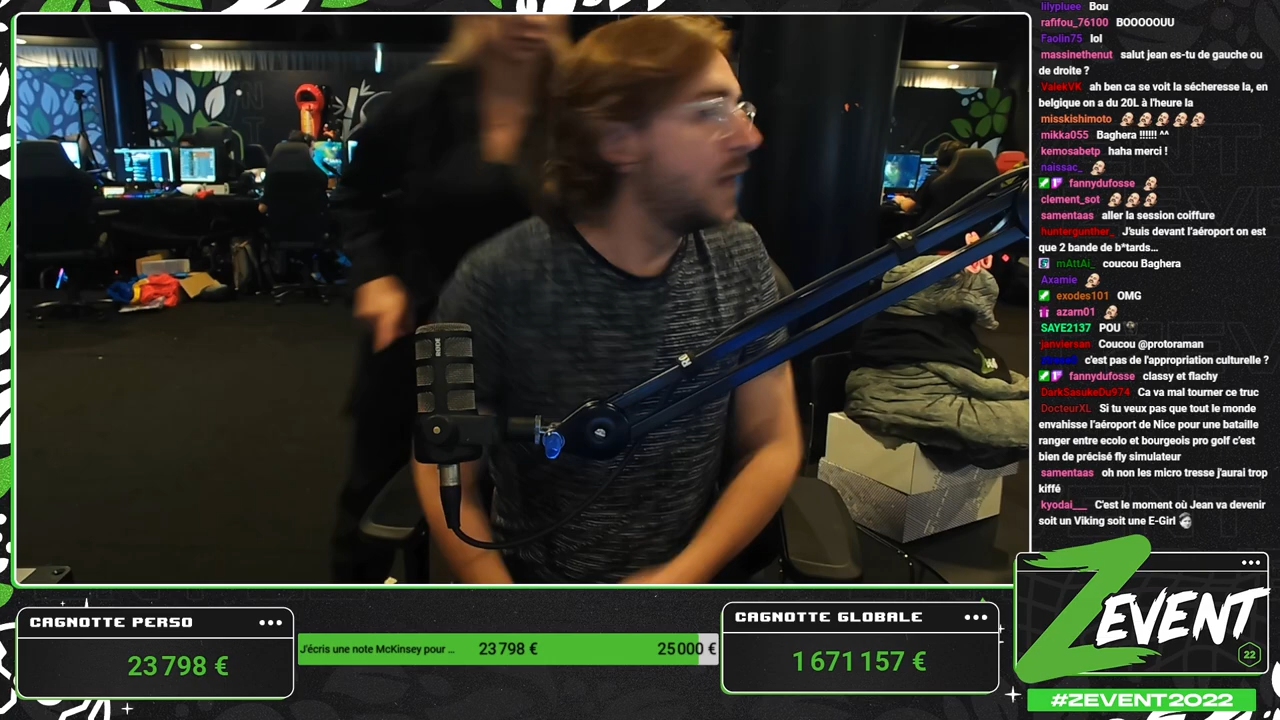 lilypluee Bou
rafifou_76100 BOOOOOUU
Faolin75 lol
massinethenut salut jean es-tu de gauche ou
de droite ?
ValekVK ah ben ca se voit la sécheresse la, en
belgique on a du 20L à l'heure la
misskishimoto
mikka055 Baghera !!!!!! ^^
kemosabetp haha merci !
naissac_
fannydufosse
clement_sot
samentaas aller la session coiffure
huntergunther_ J'suis devant l'aéroport on est
que 2 bande de b*tards...
mAttAi_ coucou Baghera
Axamie
exodes101 OMG
azarn01
SAYE2137 POU
janviersan Coucou @protoraman
c'est pas de l'appropriation culturelle ?
fannydufosse classy et flachy
DarkSasukeDu974 Ca va mal tourner ce truc
DocteurXL Si tu veux pas que tout le monde
envahisse l'aéroport de Nice pour une bataille
ranger entre ecolo et bourgeois pro golf c'est
bien de précisé fly simulateur
samentaas oh non les micro tresse j'aurai trop
kiffé
kyodai___ C'est le moment où Jean va devenir
soit un Viking soit une E-Girl
RØDE
CAGNOTTE PERSO
23 798 €
J'écris une note McKinsey pour ... 23 798 € 25 000 €
CAGNOTTE GLOBALE
1 671 157 €
ZEVENT
22
#ZEVENT2022